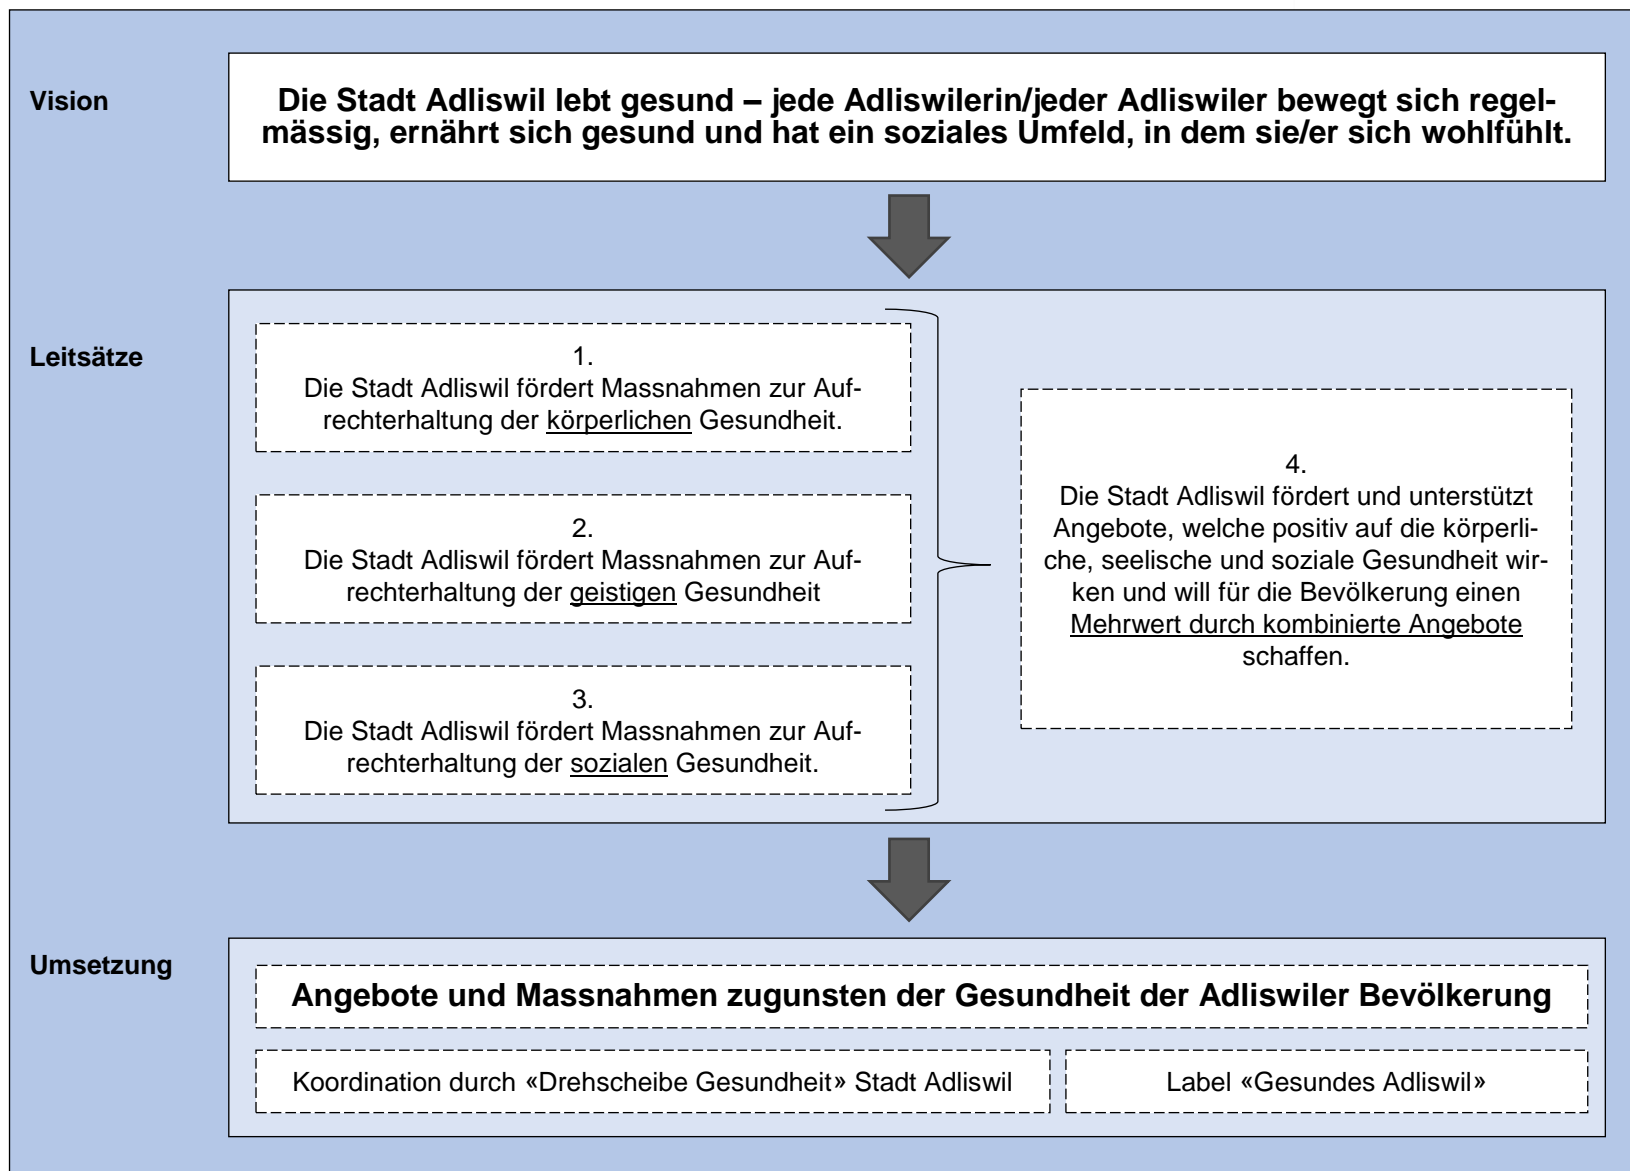 Vision
Die Stadt Adliswil lebt gesund – jede Adliswilerin/jeder Adliswiler bewegt sich regel-
mässig, ernährt sich gesund und hat ein soziales Umfeld, in dem sie/er sich wohlfühlt.
Leitsätze
1.
Die Stadt Adliswil fördert Massnahmen zur Auf-
rechterhaltung der körperlichen Gesundheit.
2.
Die Stadt Adliswil fördert Massnahmen zur Auf-
rechterhaltung der geistigen Gesundheit
3.
Die Stadt Adliswil fördert Massnahmen zur Auf-
rechterhaltung der sozialen Gesundheit.
4.
Die Stadt Adliswil fördert und unterstützt
Angebote, welche positiv auf die körperli-
che, seelische und soziale Gesundheit wir-
ken und will für die Bevölkerung einen
Mehrwert durch kombinierte Angebote
schaffen.
Umsetzung
Angebote und Massnahmen zugunsten der Gesundheit der Adliswiler Bevölkerung
Koordination durch «Drehscheibe Gesundheit» Stadt Adliswil
Label «Gesundes Adliswil»